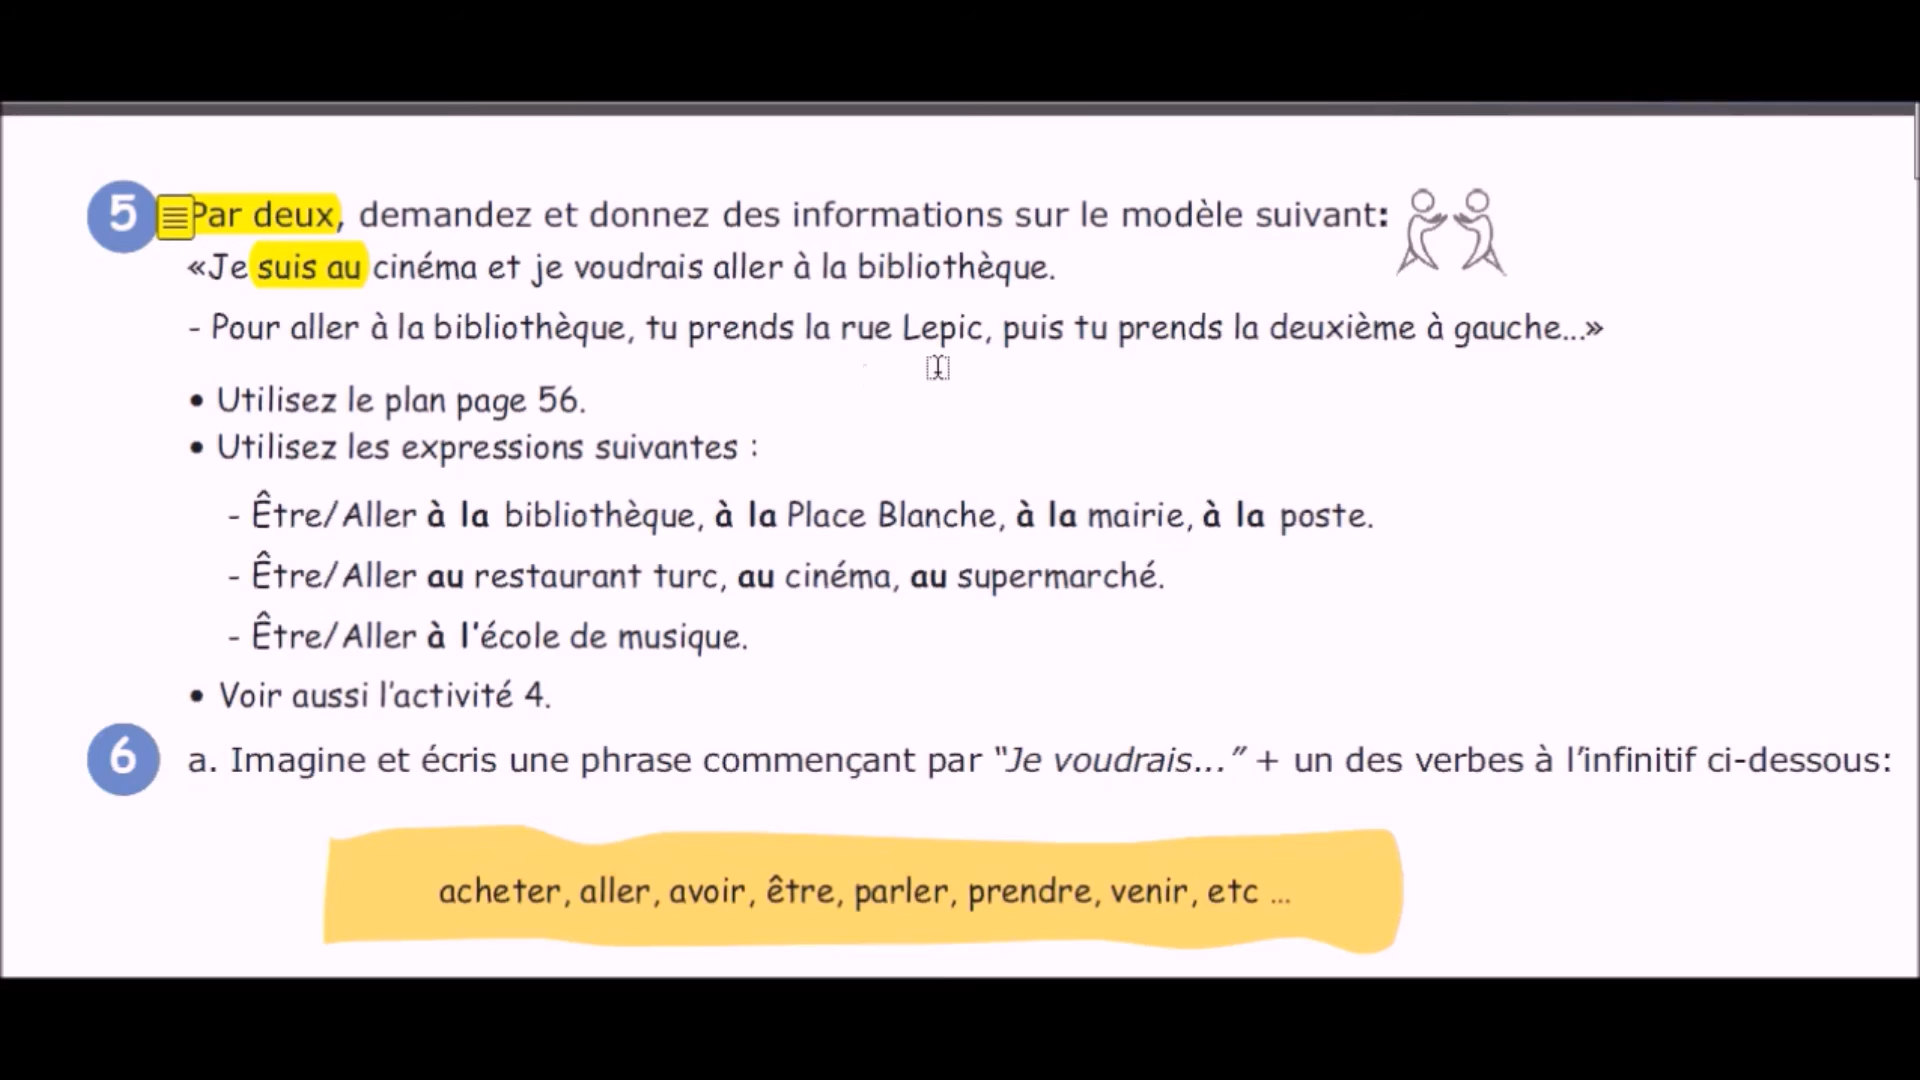 5 Par deux, demandez et donnez des informations sur le modèle suivant:
«Je suis au cinéma et je voudrais aller à la bibliothèque.
- Pour aller à la bibliothèque, tu prends la rue Lepic, puis tu prends la deuxième à gauche...»
• Utilisez le plan page 56.
• Utilisez les expressions suivantes :
- Être/Aller à la bibliothèque, à la Place Blanche, à la mairie, à la poste.
- Être/Aller au restaurant turc, au cinéma, au supermarché.
- Être/Aller à l'école de musique.
• Voir aussi l'activité 4.
6 a. Imagine et écris une phrase commençant par "Je voudrais..." + un des verbes à l'infinitif ci-dessous:
acheter, aller, avoir, être, parler, prendre, venir, etc ...